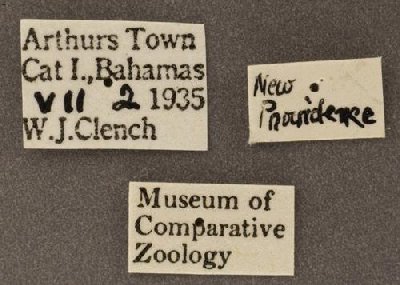 Arthurs Town
Cat I., Bahamas
VII 2 1935
W.J.Clench
New
Providence
Museum of
Comparative
Zoology